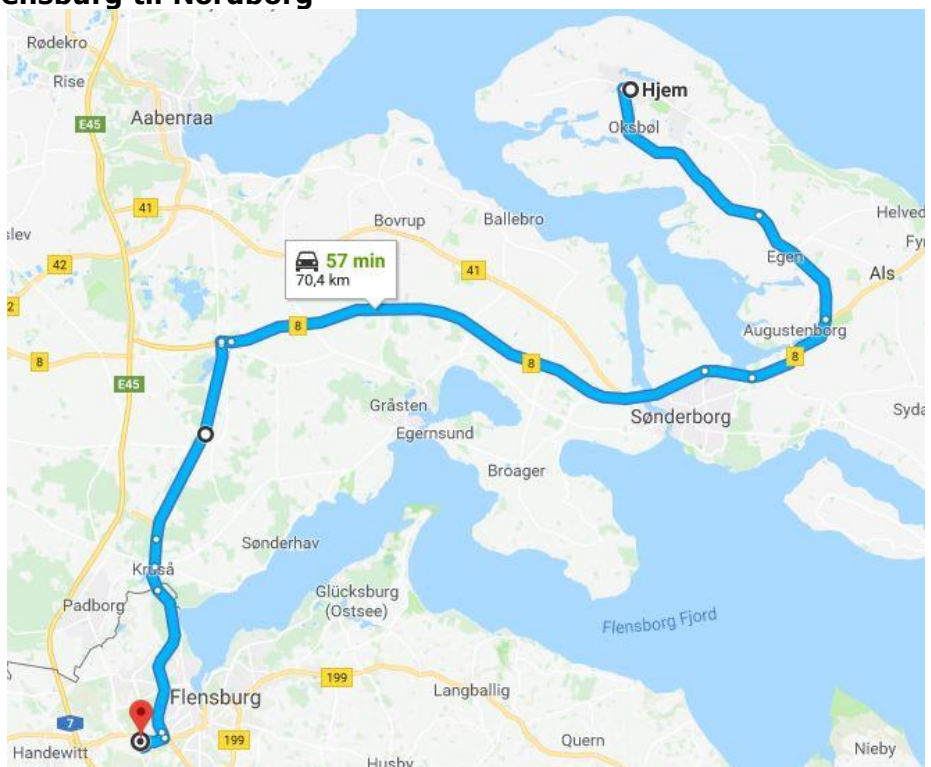 ensburg til Nordborg
Rødekro
Rise
E45
Aabenraa
Hjem
Oksbøl
41
Bovrup
Ballebro
Helved
Fy
slev
42
57 min
70,4 km
41
Egen
Als
2
8
8
Augustenborg
8
8
E45
Gråsten
Egernsund
Sønderborg
Syda
Broager
Sønderhav
Kruså
Padborg
Glücksburg
(Ostsee)
Flensborg Fjord
199
Flensburg
Langballig
7
Handewitt
199
Quern
Nieby
Husby